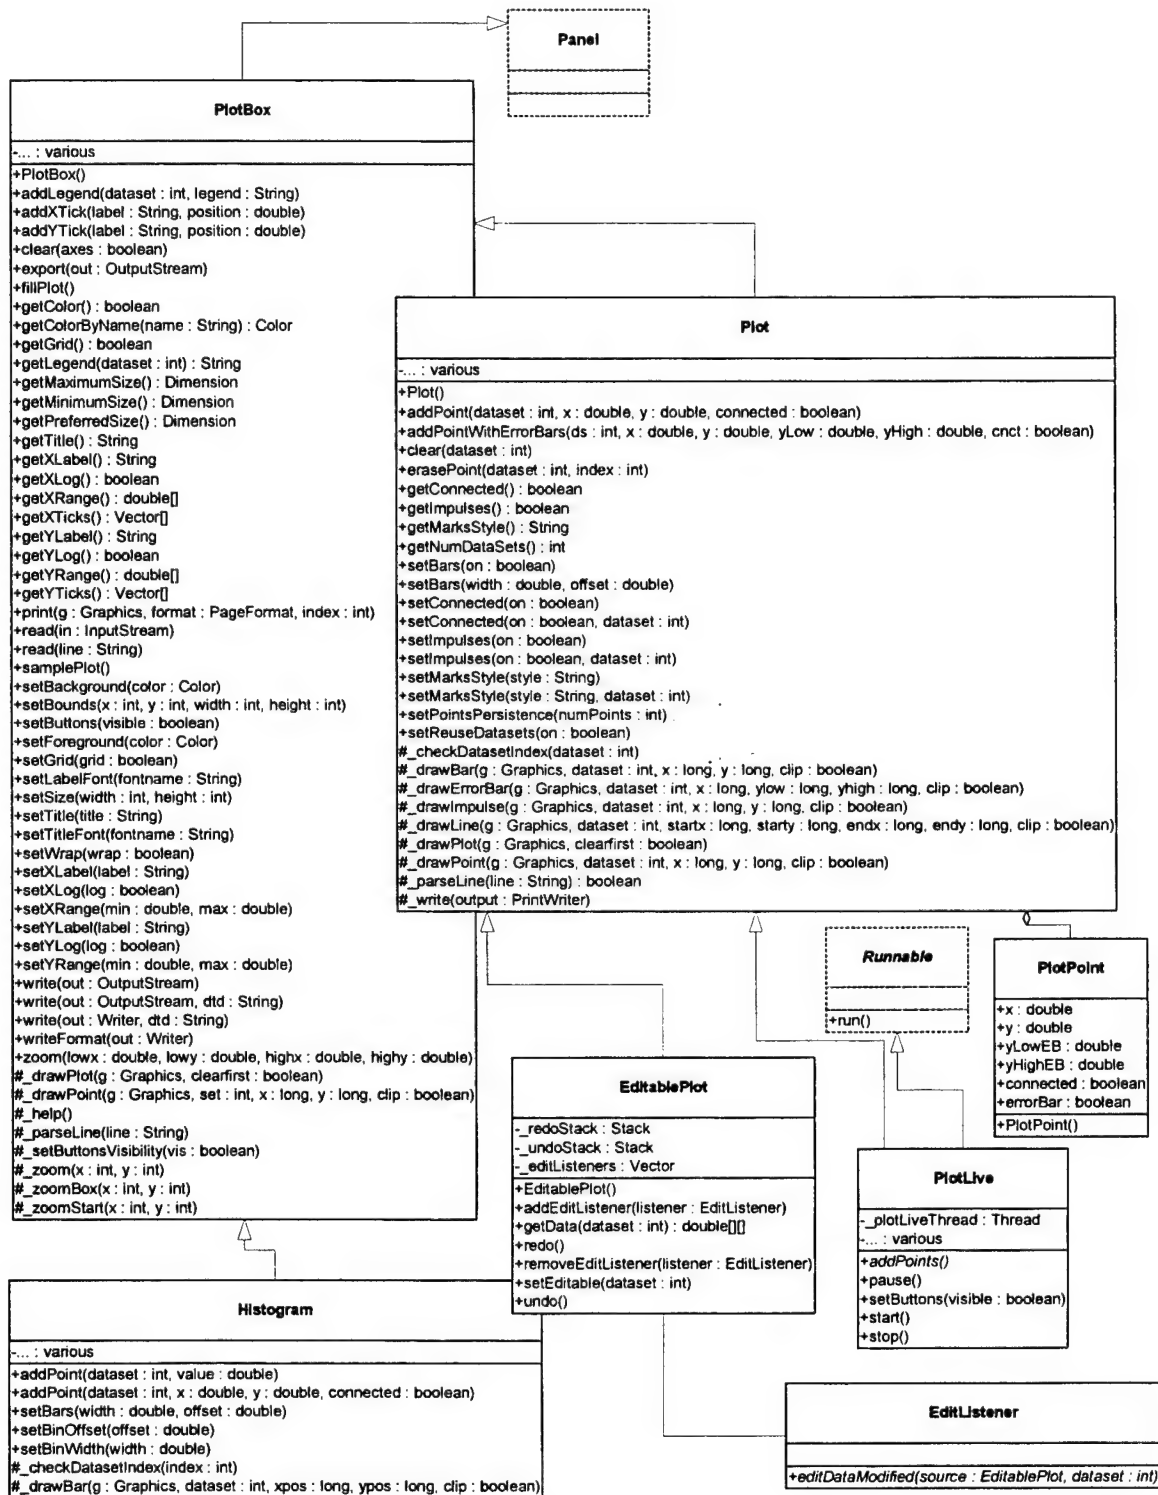 Panel
PlotBox
-... : various
+PlotBox()
+addLegend(dataset : int, legend : String)
+addXTick(label : String, position : double)
+addYTick(label : String, position : double)
+clear(axes : boolean)
+export(out : OutputStream)
+fillPlot()
+getColor() : boolean
+getColorByName(name : String) : Color
+getGrid() : boolean
+getLegend(dataset : int) : String
+getMaximumSize() : Dimension
+getMinimumSize() : Dimension
+getPreferredSize() : Dimension
+getTitle() : String
+getXLabel() : String
+getXLog() : boolean
+getXRange() : double[]
+getXTicks() : Vector[]
+getYLabel() : String
+getYLog() : boolean
+getYRange() : double[]
+getYTicks() : Vector[]
+print(g : Graphics, format : PageFormat, index : int)
+read(in : InputStream)
+read(line : String)
+samplePlot()
+setBackground(color : Color)
+setBounds(x : int, y : int, width : int, height : int)
+setButtons(visible : boolean)
+setForeground(color : Color)
+setGrid(grid : boolean)
+setLabelFont(fontname : String)
+setSize(width : int, height : int)
+setTitle(title : String)
+setTitleFont(fontname : String)
+setWrap(wrap : boolean)
+setXLabel(label : String)
+setXLog(log : boolean)
+setXRange(min : double, max : double)
+setYLabel(label : String)
+setYLog(log : boolean)
+setYRange(min : double, max : double)
+write(out : OutputStream)
+write(out : OutputStream, dtd : String)
+write(out : Writer, dtd : String)
+writeFormat(out : Writer)
+zoom(lowx : double, lowy : double, highx : double, highy : double)
#_drawPlot(g : Graphics, clearfirst : boolean)
#_drawPoint(g : Graphics, set : int, x : long, y : long, clip : boolean)
#_help()
#_parseLine(line : String)
#_setButtonsVisibility(vis : boolean)
#_zoom(x : int, y : int)
#_zoomBox(x : int, y : int)
#_zoomStart(x : int, y : int)
Plot
-... : various
+Plot()
+addPoint(dataset : int, x : double, y : double, connected : boolean)
+addPointWithErrorBars(ds : int, x : double, y : double, yLow : double, yHigh : double, cnct : boolean)
+clear(dataset : int)
+erasePoint(dataset : int, index : int)
+getConnected() : boolean
+getImpulses() : boolean
+getMarksStyle() : String
+getNumDataSets() : int
+setBars(on : boolean)
+setBars(width : double, offset : double)
+setConnected(on : boolean)
+setConnected(on : boolean, dataset : int)
+setImpulses(on : boolean)
+setImpulses(on : boolean, dataset : int)
+setMarksStyle(style : String)
+setMarksStyle(style : String, dataset : int)
+setPointsPersistence(numPoints : int)
+setReuseDatasets(on : boolean)
#_checkDatasetIndex(dataset : int)
#_drawBar(g : Graphics, dataset : int, x : long, y : long, clip : boolean)
#_drawErrorBar(g : Graphics, dataset : int, x : long, ylow : long, yhigh : long, clip : boolean)
#_drawImpulse(g : Graphics, dataset : int, x : long, y : long, clip : boolean)
#_drawLine(g : Graphics, dataset : int, startx : long, starty : long, endx : long, endy : long, clip : boolean)
#_drawPlot(g : Graphics, clearfirst : boolean)
#_drawPoint(g : Graphics, dataset : int, x : long, y : long, clip : boolean)
#_parseLine(line : String) : boolean
#_write(output : PrintWriter)
Runnable
+run()
PlotPoint
+x : double
+y : double
+yLowEB : double
+yHighEB : double
+connected : boolean
+errorBar : boolean
+PlotPoint()
EditablePlot
-_redoStack : Stack
-_undoStack : Stack
-_editListeners : Vector
+EditablePlot()
+addEditListener(listener : EditListener)
+getData(dataset : int) : double[][]
+redo()
+removeEditListener(listener : EditListener)
+setEditable(dataset : int)
+undo()
PlotLive
-_plotLiveThread : Thread
-... : various
+addPoints()
+pause()
+setButtons(visible : boolean)
+start()
+stop()
Histogram
-... : various
+addPoint(dataset : int, value : double)
+addPoint(dataset : int, x : double, y : double, connected : boolean)
+setBars(width : double, offset : double)
+setBinOffset(offset : double)
+setBinWidth(width : double)
#_checkDatasetIndex(index : int)
#_drawBar(g : Graphics, dataset : int, xpos : long, ypos : long, clip : boolean)
EditListener
+editDataModified(source : EditablePlot, dataset : int)